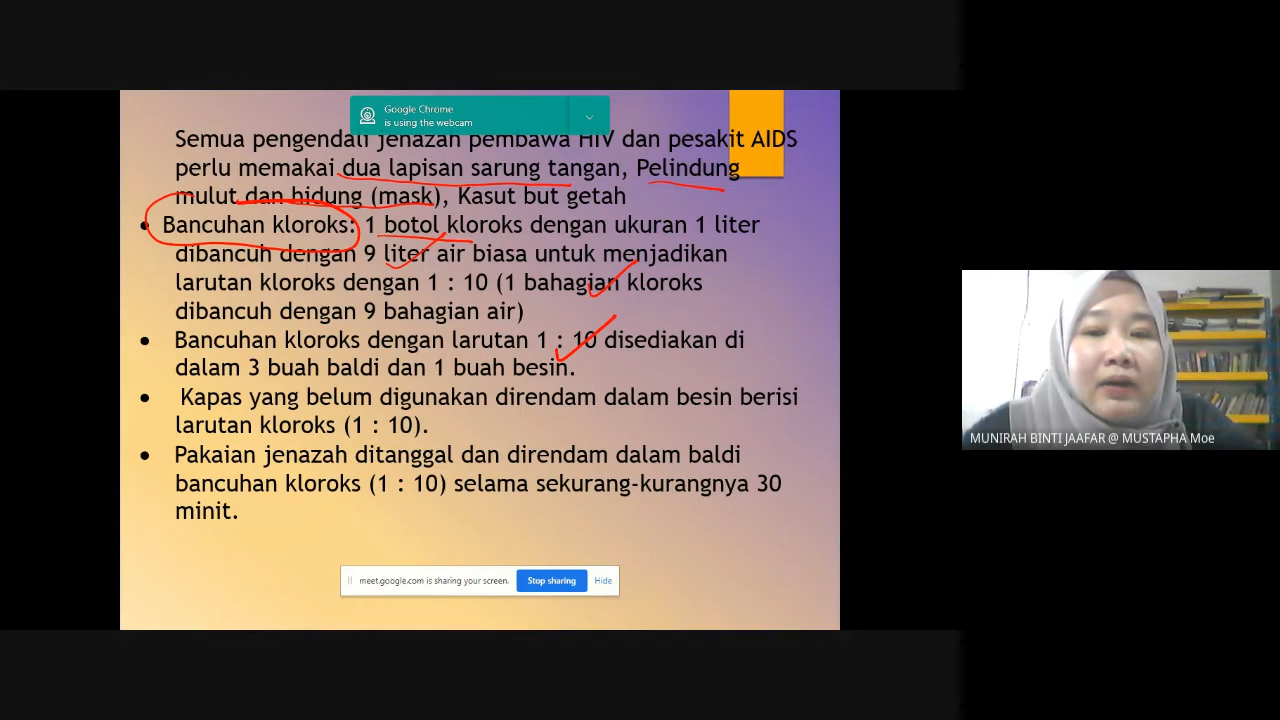 Google Chrome
is using the webcam
Semua pengendali jenazah pembawa HIV dan pesakit AIDS
perlu memakai dua lapisan sarung tangan, Pelindung
mulut dan hidung (mask), Kasut but getah
• Bancuhan kloroks: 1 botol kloroks dengan ukuran 1 liter
dibancuh dengan 9 liter air biasa untuk menjadikan
larutan kloroks dengan 1 : 10 (1 bahagian kloroks
dibancuh dengan 9 bahagian air)
• Bancuhan kloroks dengan larutan 1 : 10 disediakan di
dalam 3 buah baldi dan 1 buah besin.
• Kapas yang belum digunakan direndam dalam besin berisi
larutan kloroks (1 : 10).
• Pakaian jenazah ditanggal dan direndam dalam baldi
bancuhan kloroks (1 : 10) selama sekurang-kurangnya 30
minit.
meet.google.com is sharing your screen. Stop sharing Hide
MUNIRAH BINTI JAAFAR @ MUSTAPHA Moe